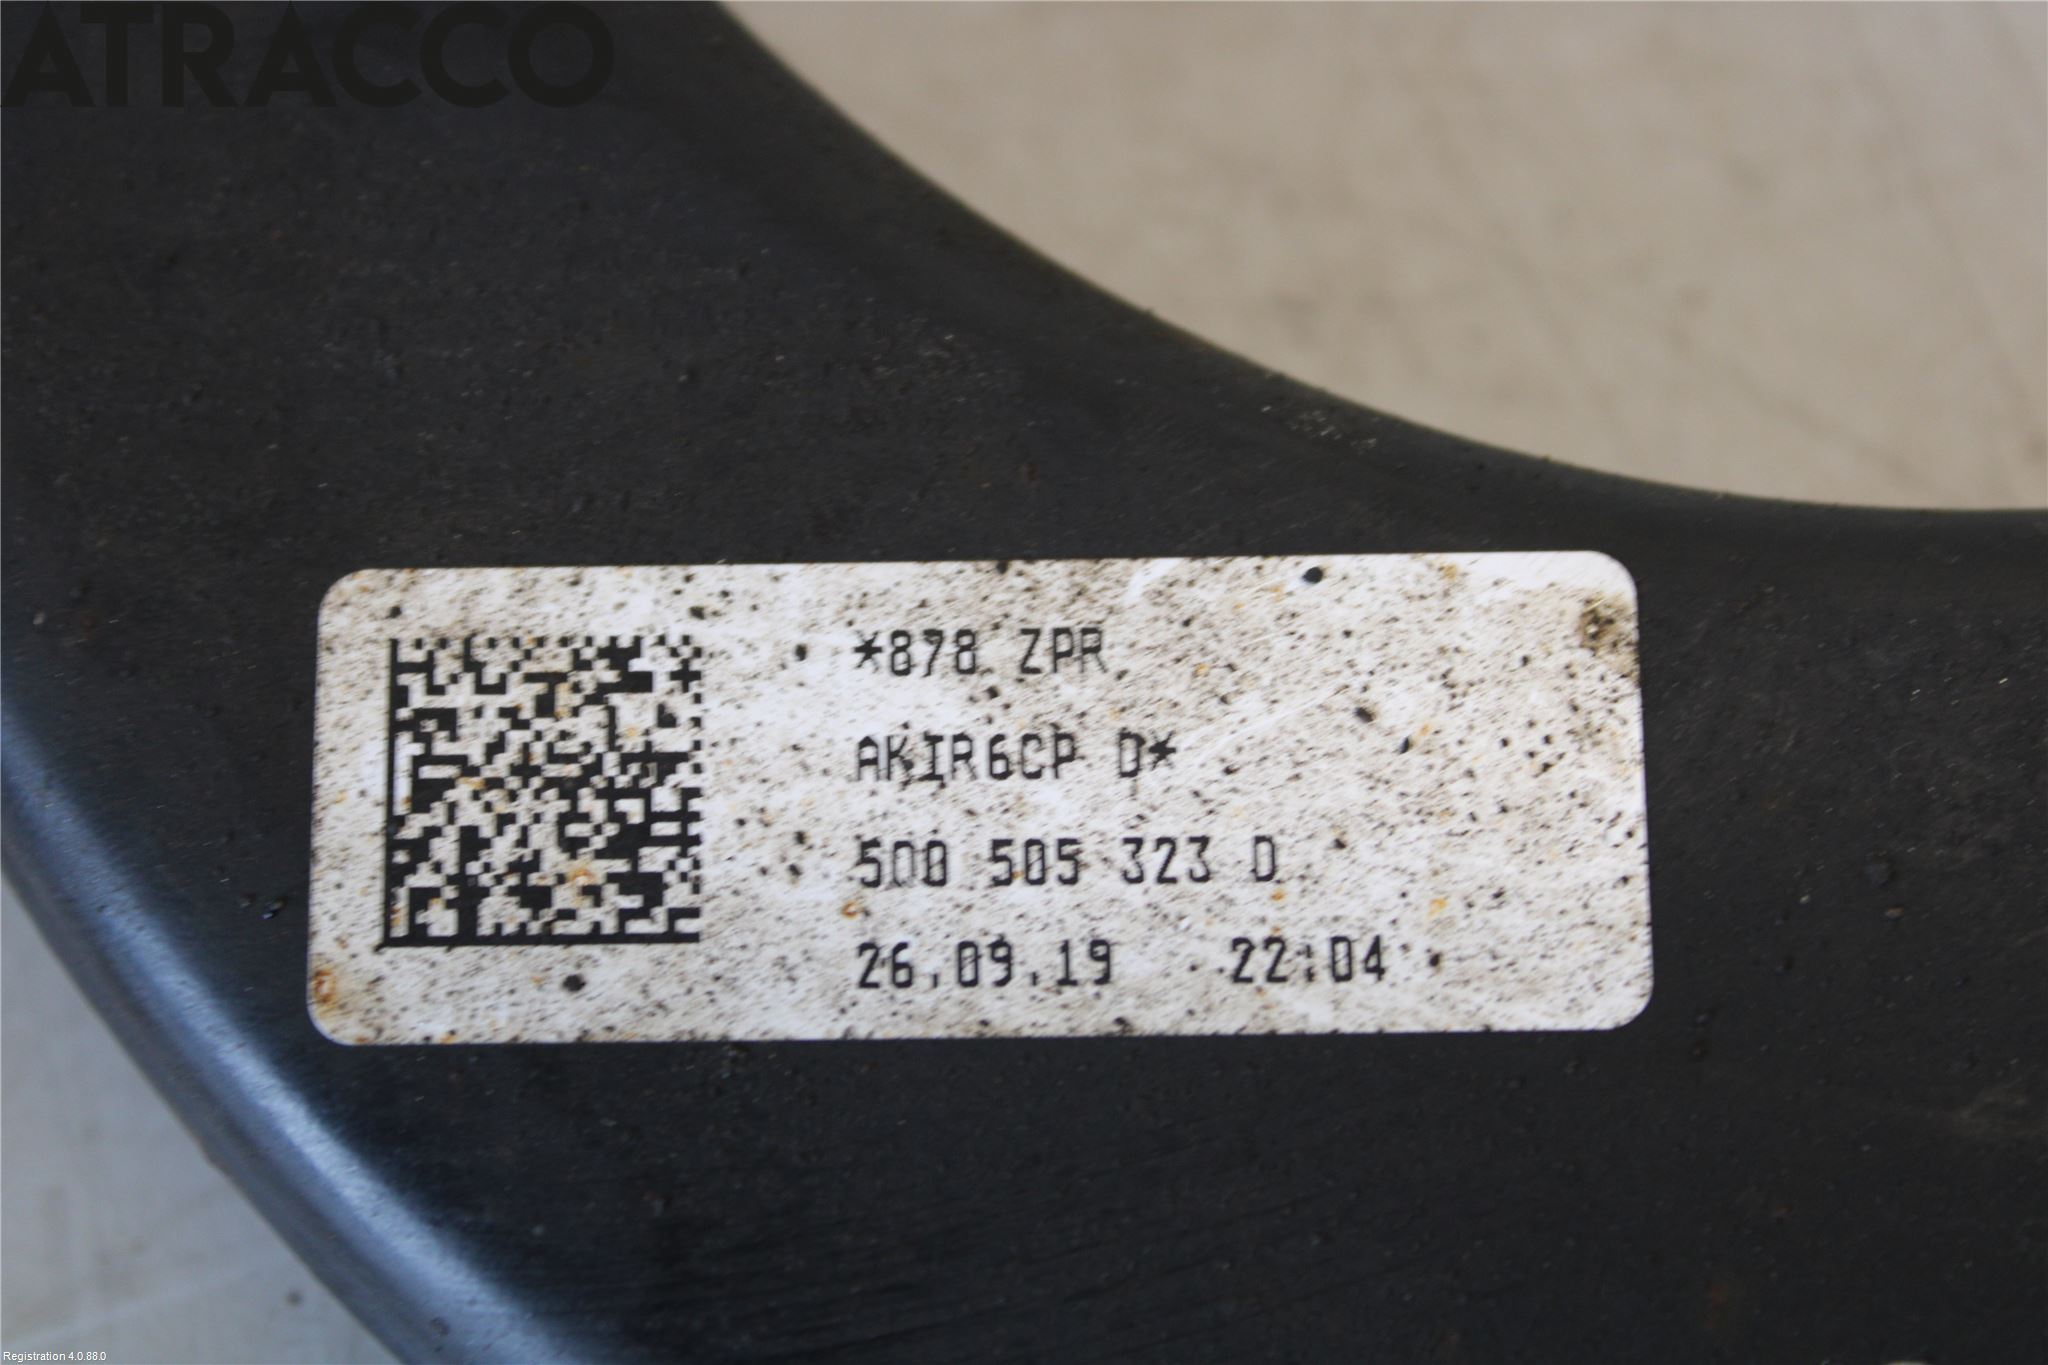 ATRACCO
*878 ZPR
AKIR6CP D*
5Q0 505 323 D
26.09.19 22:04
Registration 4.0.88.0